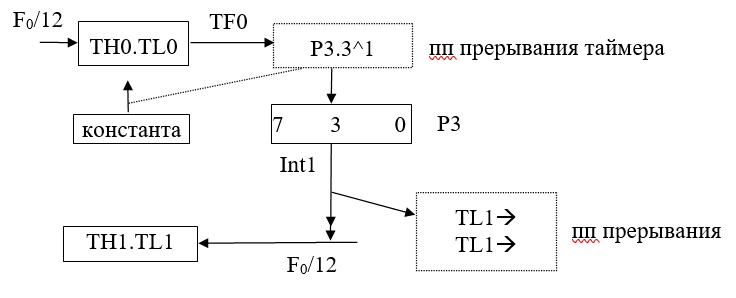 F₀/12
TF0
TH0.TL0
P3.3^1
пп прерывания таймера
константа
7 3 0
P3
Int1
TL1→
TL1→
пп прерывания
TH1.TL1
F₀/12